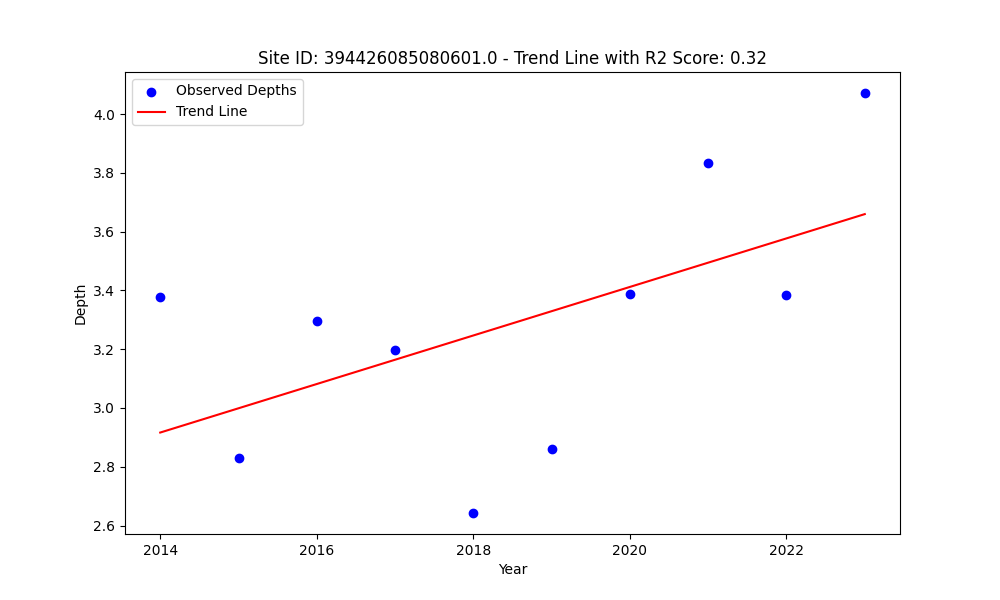 Site ID: 394426085080601.0 - Trend Line with R2 Score: 0.32
Observed Depths
Trend Line
4.0
3.8
3.6
3.4
3.2
3.0
2.8
2.6
Depth
2014
2016
2018
2020
2022
Year